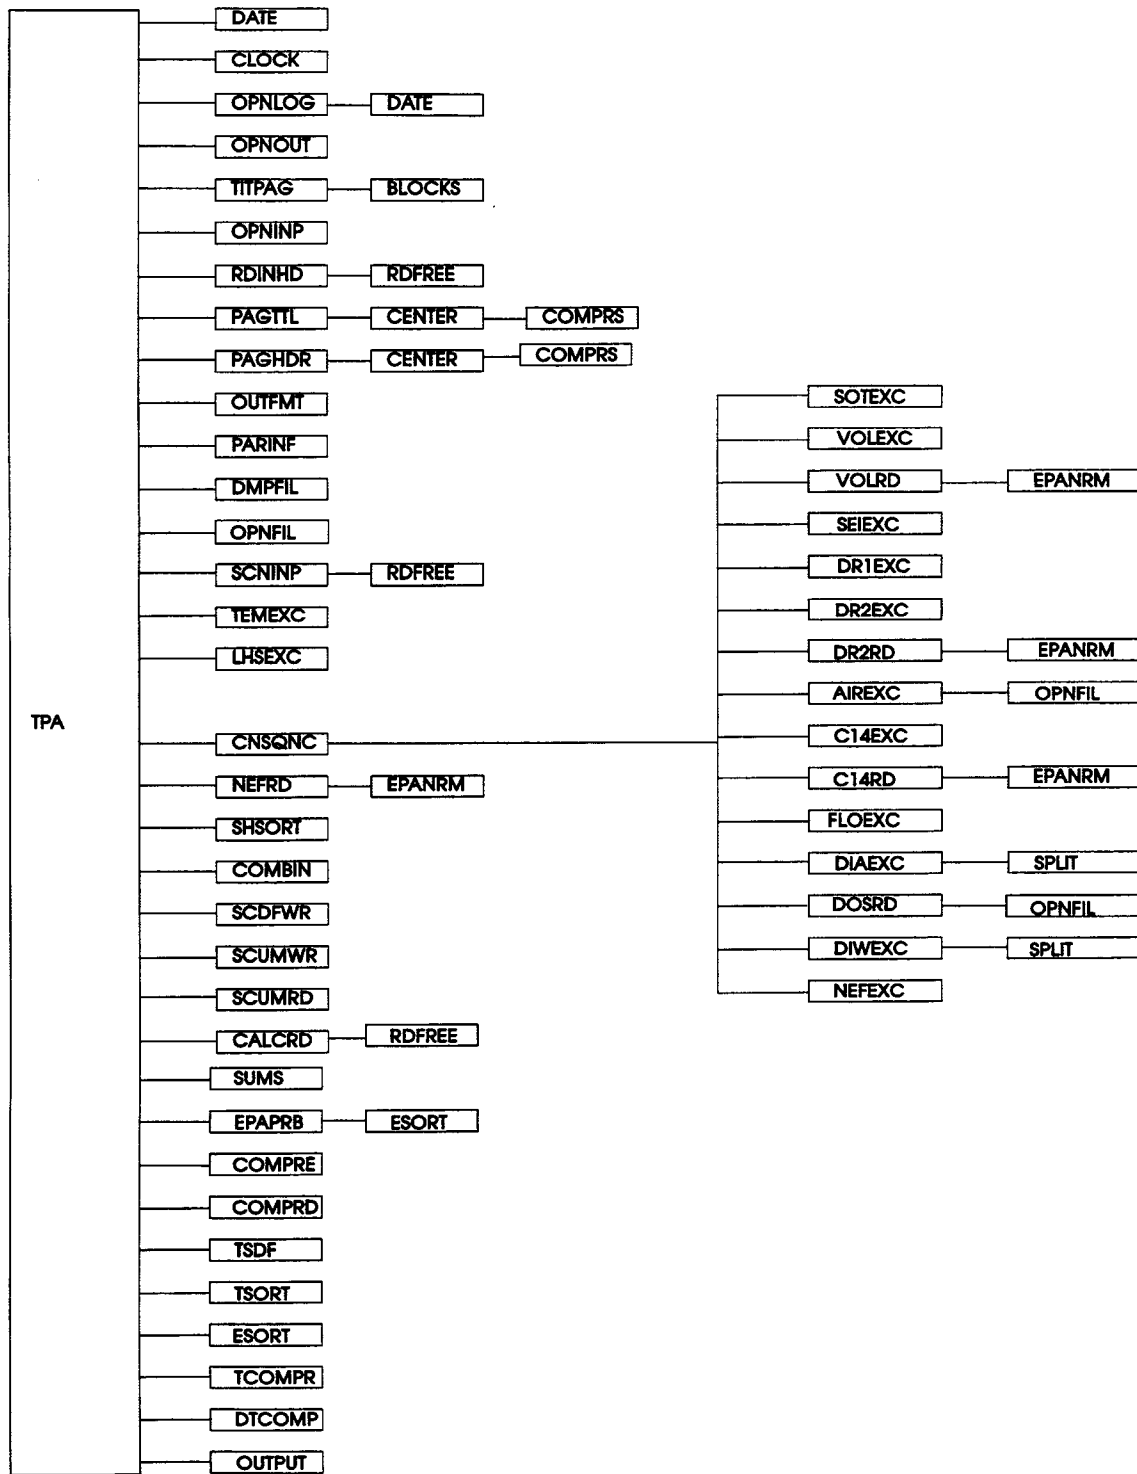 DATE
CLOCK
OPNLOG DATE
OPNOUT
TITPAG BLOCKS
OPNINP
RDINHD RDFREE
PAGTTL CENTER COMPRS
PAGHDR CENTER COMPRS
OUTFMT
PARINF
DMPFIL
OPNFIL
SCNINP RDFREE
TEMEXC
LHSEXC
TPA
CNSQNC
NEFRD EPANRM
SHSORT
COMBIN
SCDFWR
SCUMWR
SCUMRD
CALCRD RDFREE
SUMS
EPAPRB ESORT
COMPRE
COMPRD
TSDF
TSORT
ESORT
TCOMPR
DTCOMP
OUTPUT
SOTEXC
VOLEXC
VOLRD EPANRM
SEIEXC
DR1EXC
DR2EXC
DR2RD EPANRM
AIREXC OPNFIL
C14EXC
C14RD EPANRM
FLOEXC
DIAEXC SPLIT
DOSRD OPNFIL
DIWEXC SPLIT
NEFEXC